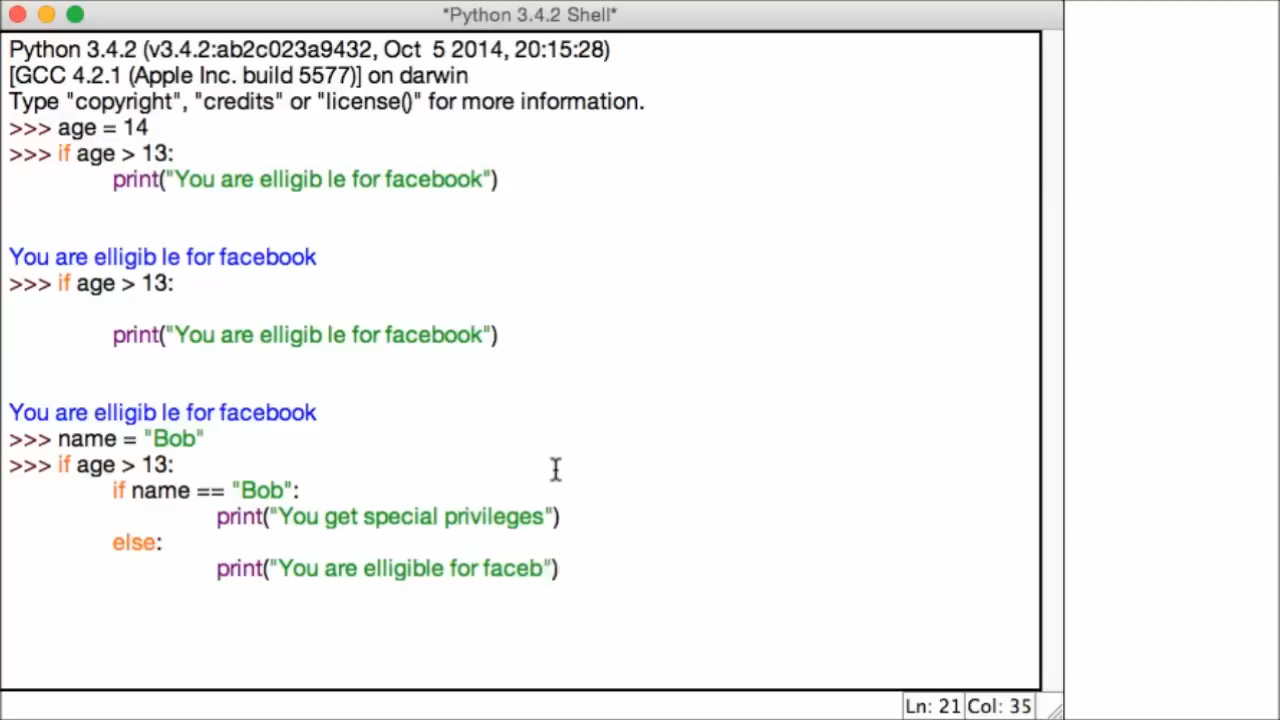 *Python 3.4.2 Shell*
Python 3.4.2 (v3.4.2:ab2c023a9432, Oct  5 2014, 20:15:28)
[GCC 4.2.1 (Apple Inc. build 5577)] on darwin
Type "copyright", "credits" or "license()" for more information.
>>> age = 14
>>> if age > 13:
print("You are elligib le for facebook")
You are elligib le for facebook
>>> if age > 13:
print("You are elligib le for facebook")
You are elligib le for facebook
>>> name = "Bob"
>>> if age > 13:
if name == "Bob":
print("You get special privileges")
else:
print("You are elligible for faceb")
Ln: 21 Col: 35